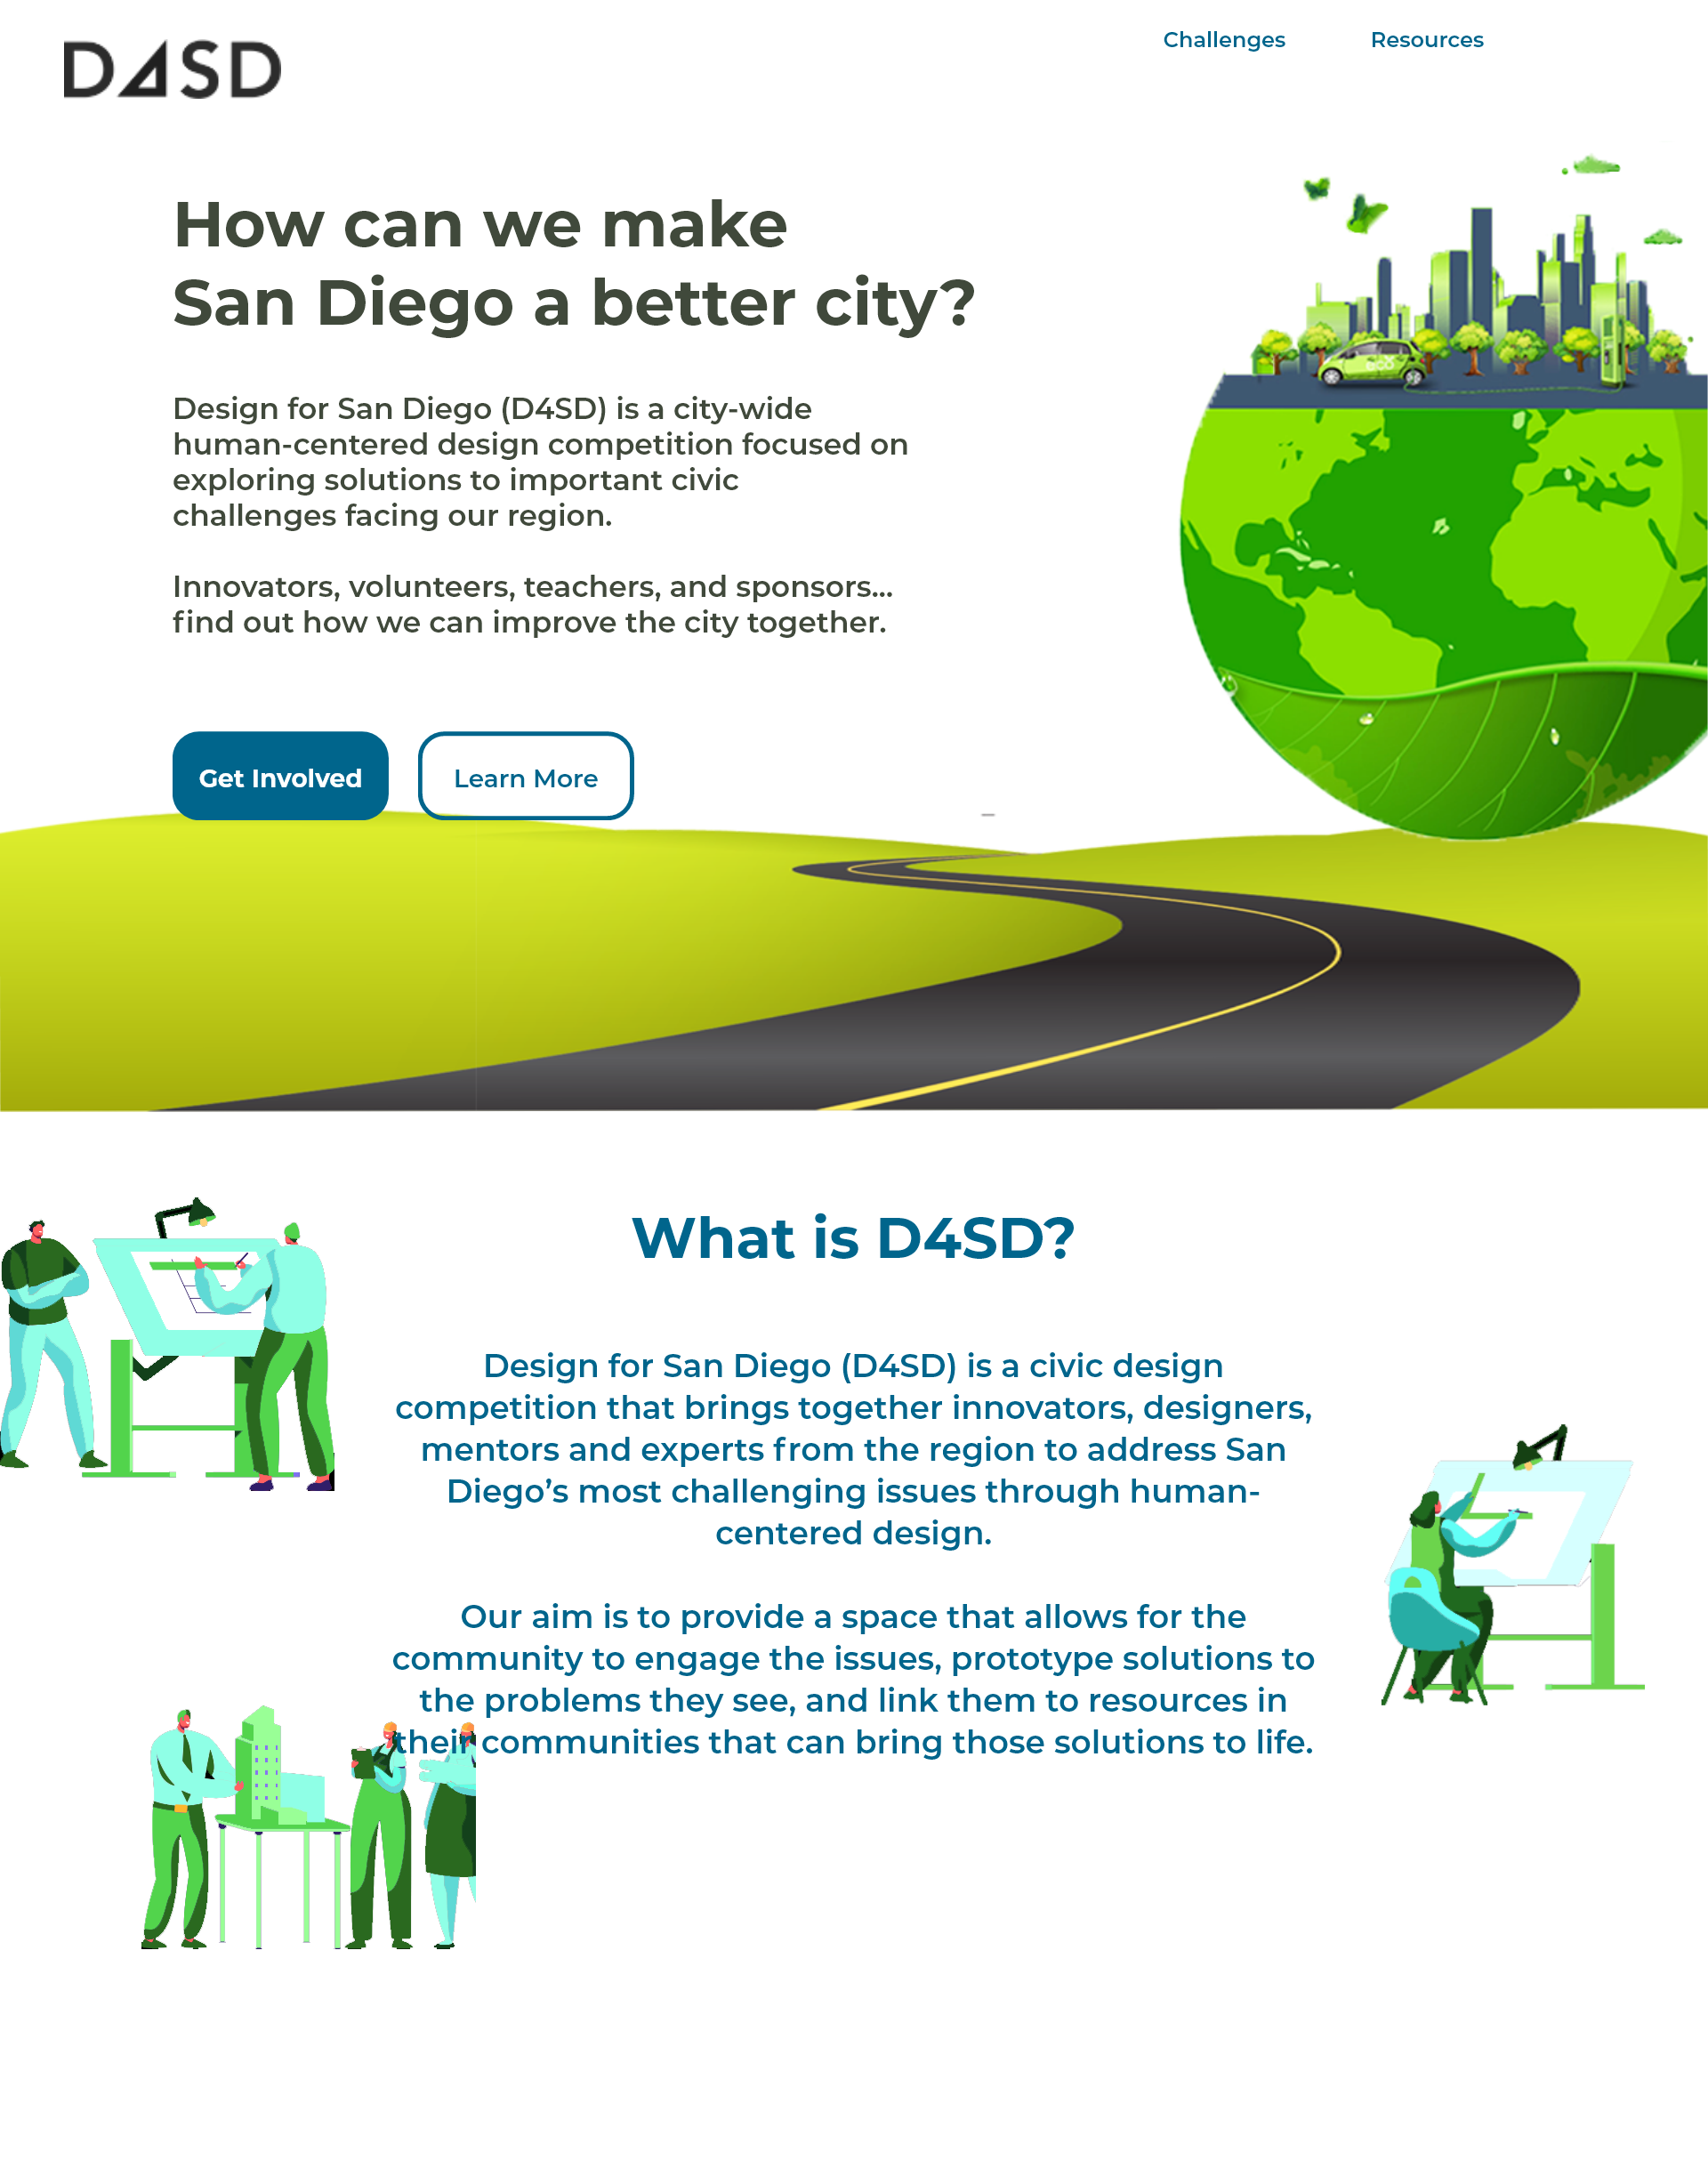 D4SD
Challenges
Resources
How can we make
San Diego a better city?
Design for San Diego (D4SD) is a city-wide
human-centered design competition focused on
exploring solutions to important civic
challenges facing our region.
Innovators, volunteers, teachers, and sponsors...
find out how we can improve the city together.
Get Involved
Learn More
What is D4SD?
Design for San Diego (D4SD) is a civic design
competition that brings together innovators, designers,
mentors and experts from the region to address San
Diego’s most challenging issues through human-
centered design.
Our aim is to provide a space that allows for the
community to engage the issues, prototype solutions to
the problems they see, and link them to resources in
their communities that can bring those solutions to life.